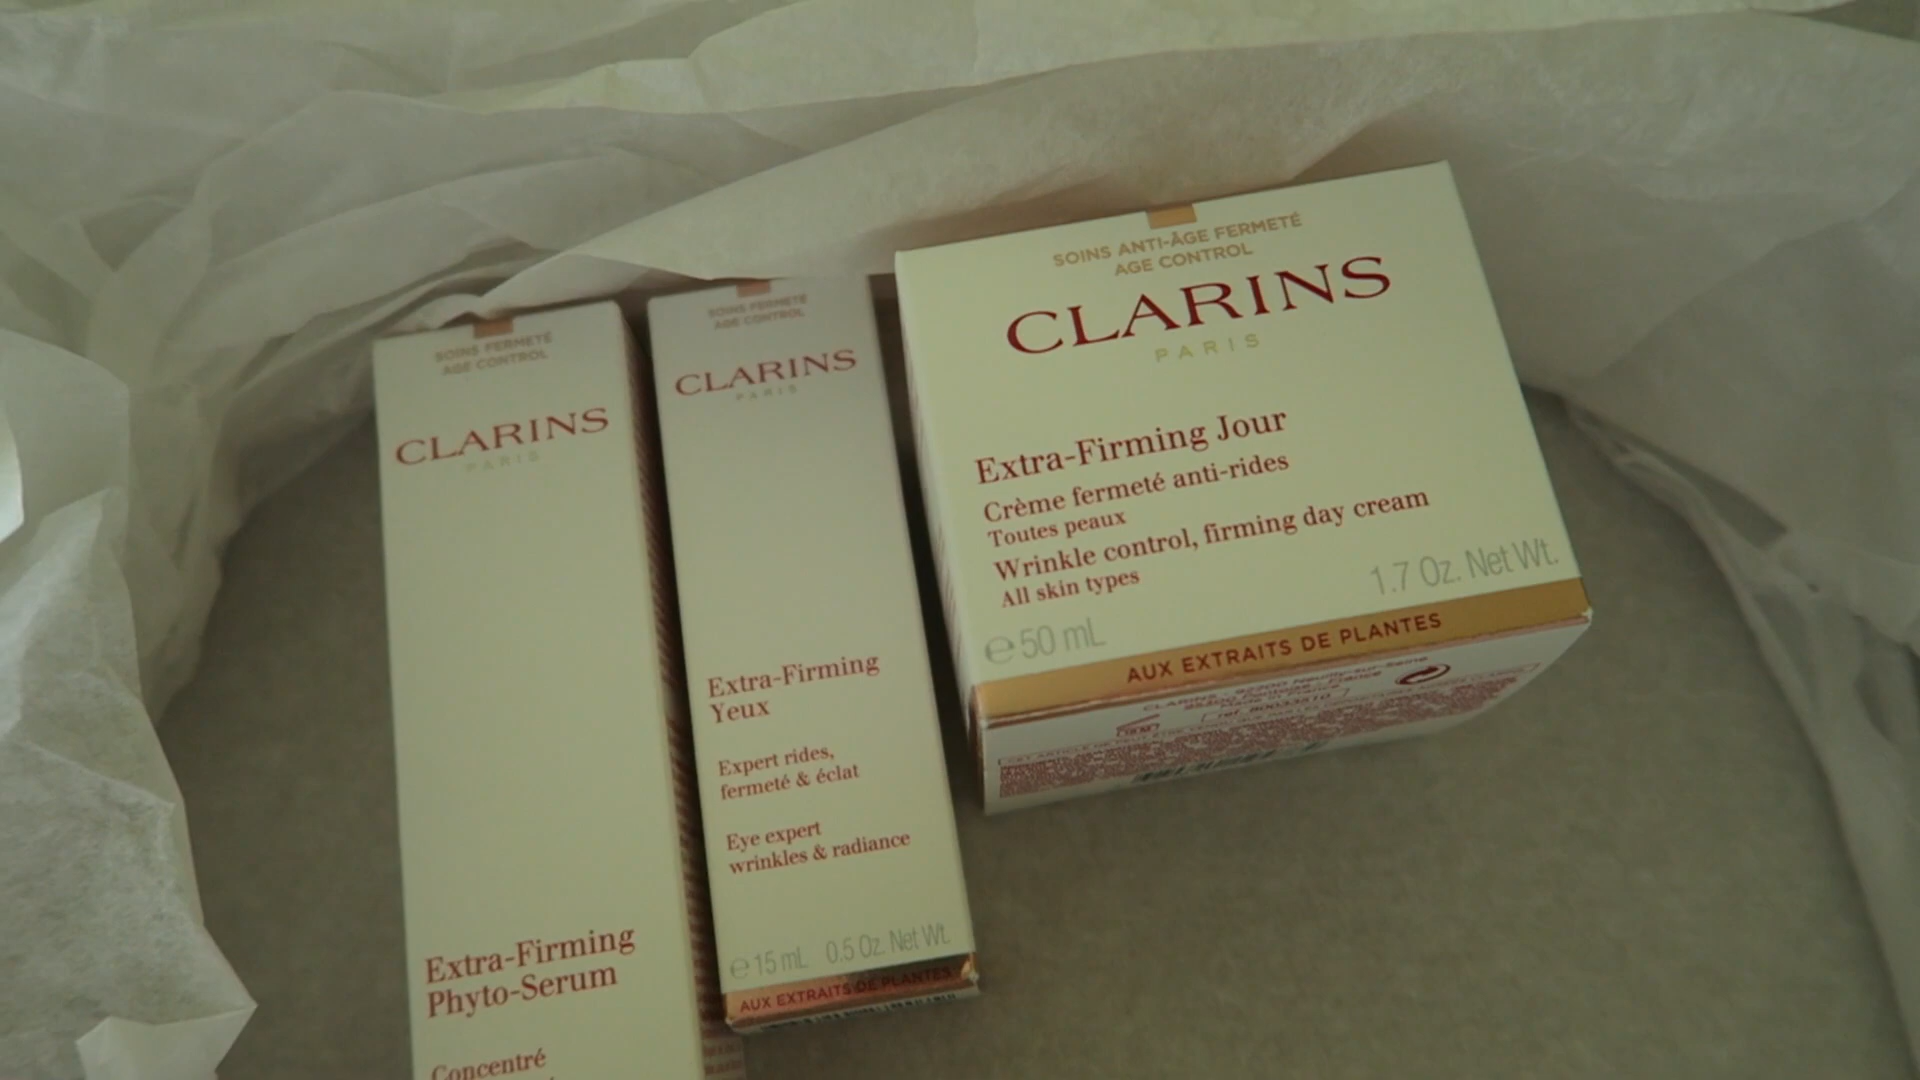 SOINS FERMETÉ
AGE CONTROL
CLARINS
PARIS
Extra-Firming
Phyto-Serum
Concentré
SOINS FERMETÉ
AGE CONTROL
CLARINS
PARIS
Extra-Firming
Yeux
Expert rides,
fermeté & éclat
Eye expert
wrinkles & radiance
e 15 mL 0.5 Oz. Net Wt.
AUX EXTRAITS DE PLANTES
SOINS ANTI-ÂGE FERMETÉ
AGE CONTROL
CLARINS
PARIS
Extra-Firming Jour
Crème fermeté anti-rides
Toutes peaux
Wrinkle control, firming day cream
All skin types
e 50 mL 1.7 Oz. Net Wt.
AUX EXTRAITS DE PLANTES